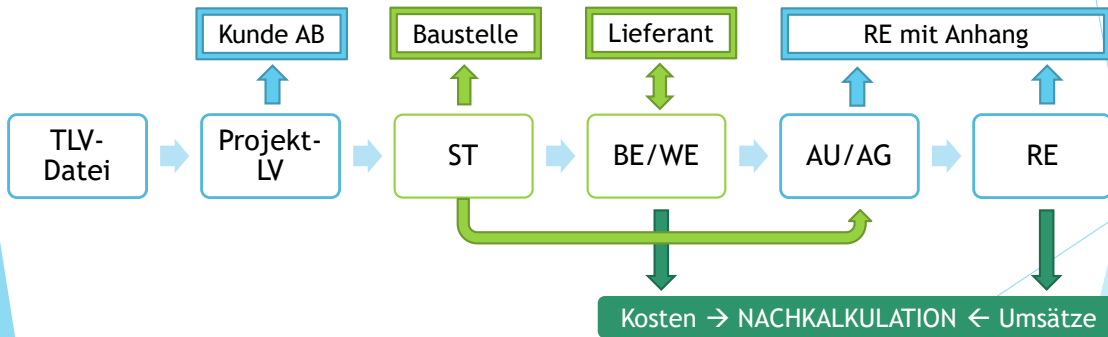 Kunde AB
Baustelle
Lieferant
RE mit Anhang
TLV-
Datei
Projekt-
LV
ST
BE/WE
AU/AG
RE
Kosten → NACHKALKULATION ← Umsätze